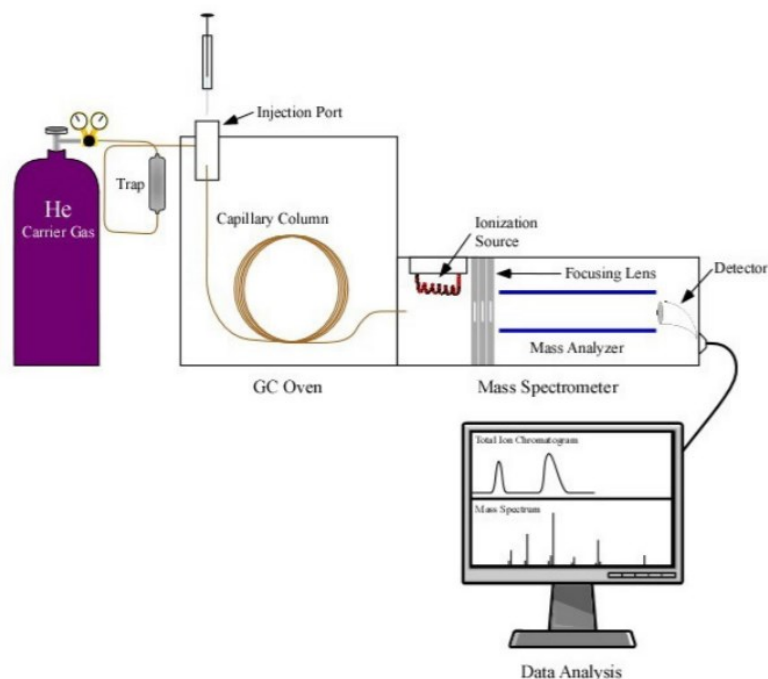 Injection Port
Trap
He
Carrier Gas
Capillary Column
Ionization
Source
Focusing Lens
Detector
Mass Analyzer
GC Oven
Mass Spectrometer
Total Ion Chromatogram
Mass Spectrum
Data Analysis